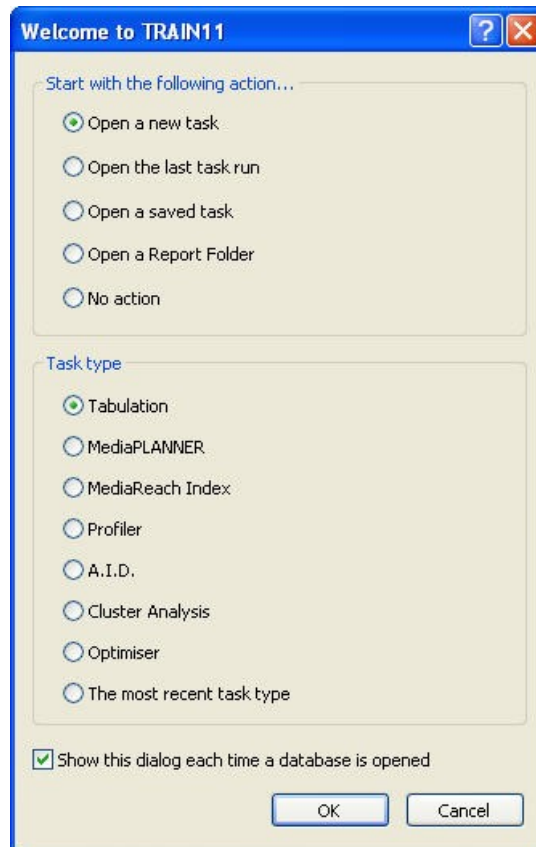 Welcome to TRAIN11
Start with the following action...
Open a new task
Open the last task run
Open a saved task
Open a Report Folder
No action
Task type
Tabulation
MediaPLANNER
MediaReach Index
Profiler
A.I.D.
Cluster Analysis
Optimiser
The most recent task type
Show this dialog each time a database is opened
OK Cancel